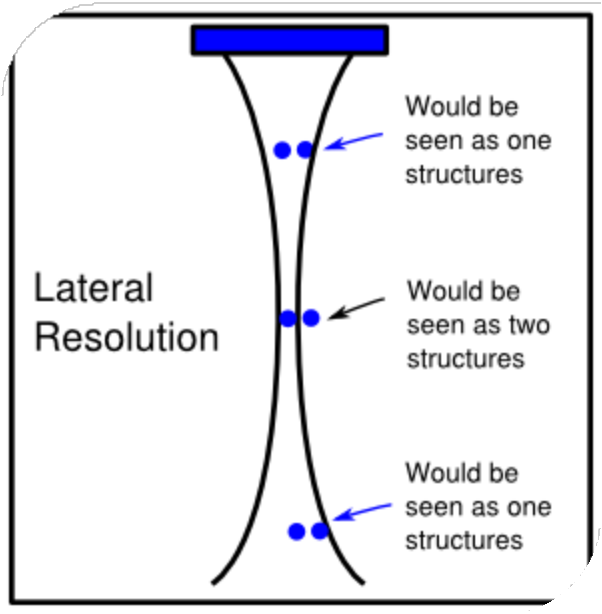 Would be
seen as one
structures
Lateral
Resolution
Would be
seen as two
structures
Would be
seen as one
structures